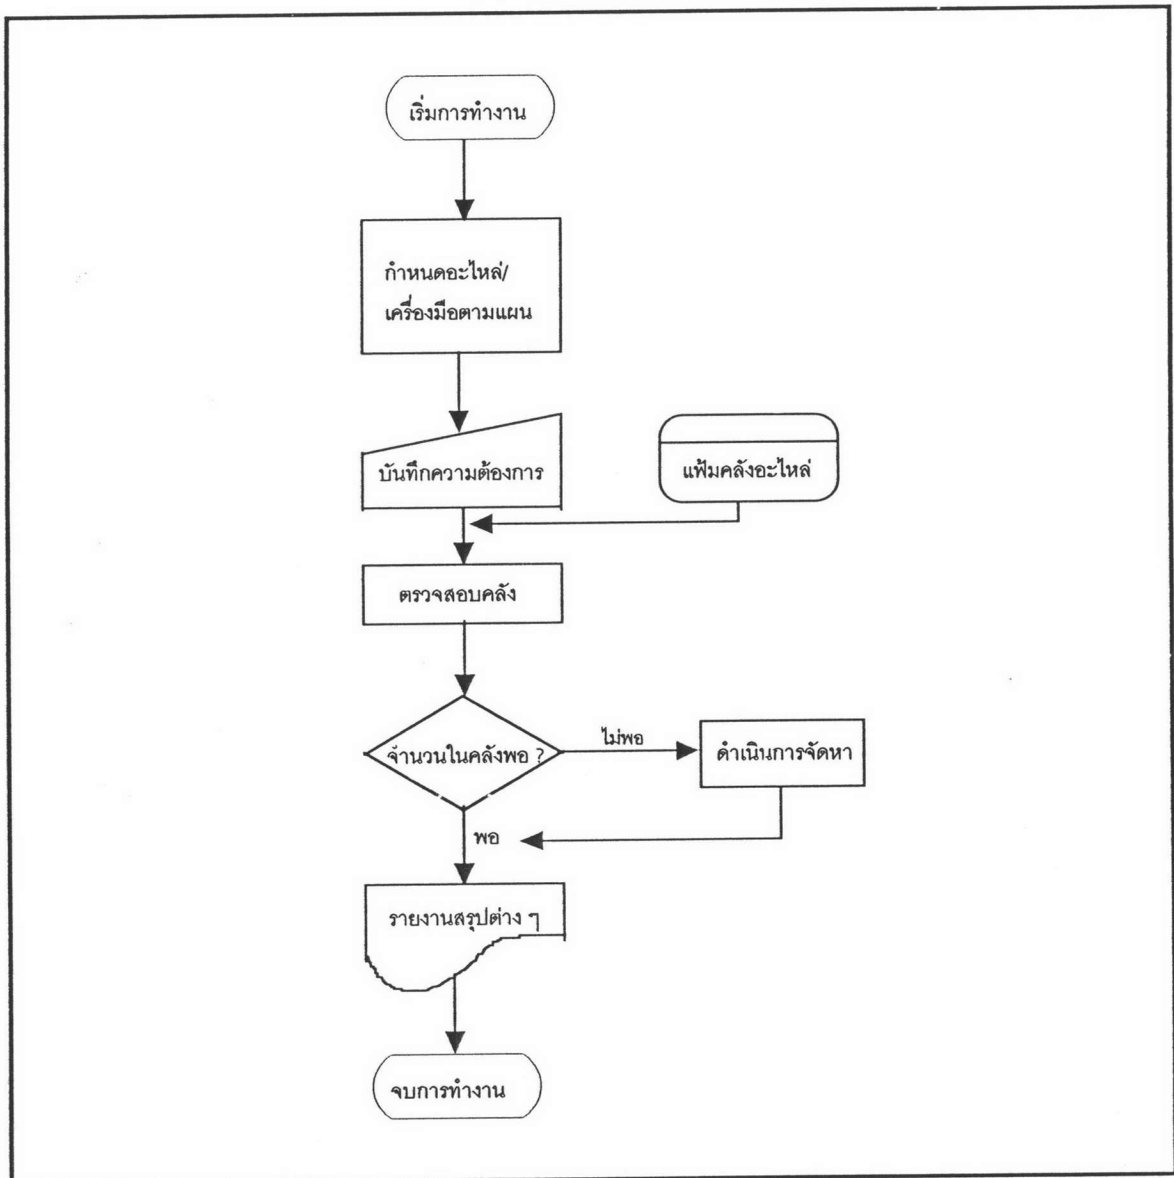 เริ่มการทำงาน
กำหนดอะไหล่/
เครื่องมือตามแผน
บันทึกความต้องการ
แฟ้มคลังอะไหล่
ตรวจสอบคลัง
จำนวนในคลังพอ ?
ไม่พอ
ดำเนินการจัดหา
พอ
รายงานสรุปต่าง ๆ
จบการทำงาน